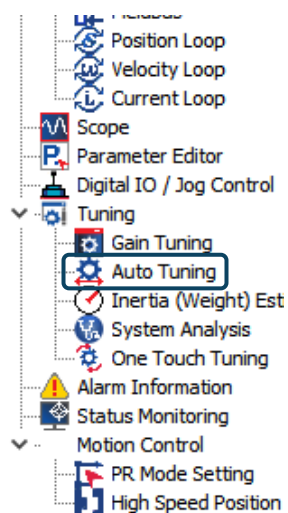 Fieldbus
Position Loop
Velocity Loop
Current Loop
Scope
Parameter Editor
Digital IO / Jog Control
Tuning
Gain Tuning
Auto Tuning
Inertia (Weight) Est
System Analysis
One Touch Tuning
Alarm Information
Status Monitoring
Motion Control
PR Mode Setting
High Speed Position